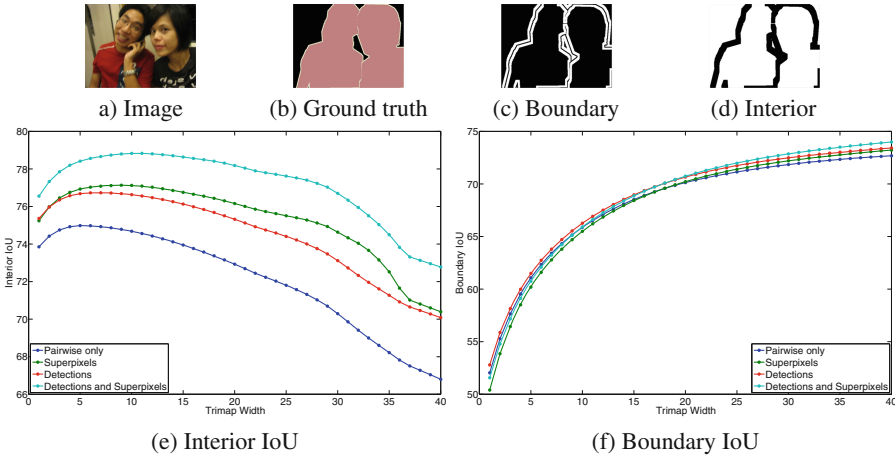 a) Image
(b) Ground truth
(c) Boundary
(d) Interior
80
78
76
74
72
70
68
66
Interior IoU
0 5 10 15 20 25 30 35 40
Trimap Width
Pairwise only
Superpixels
Detections
Detections and Superpixels
75
70
65
60
55
50
Boundary IoU
0 5 10 15 20 25 30 35 40
Trimap Width
Pairwise only
Superpixels
Detections
Detections and Superpixels
(e) Interior IoU
(f) Boundary IoU